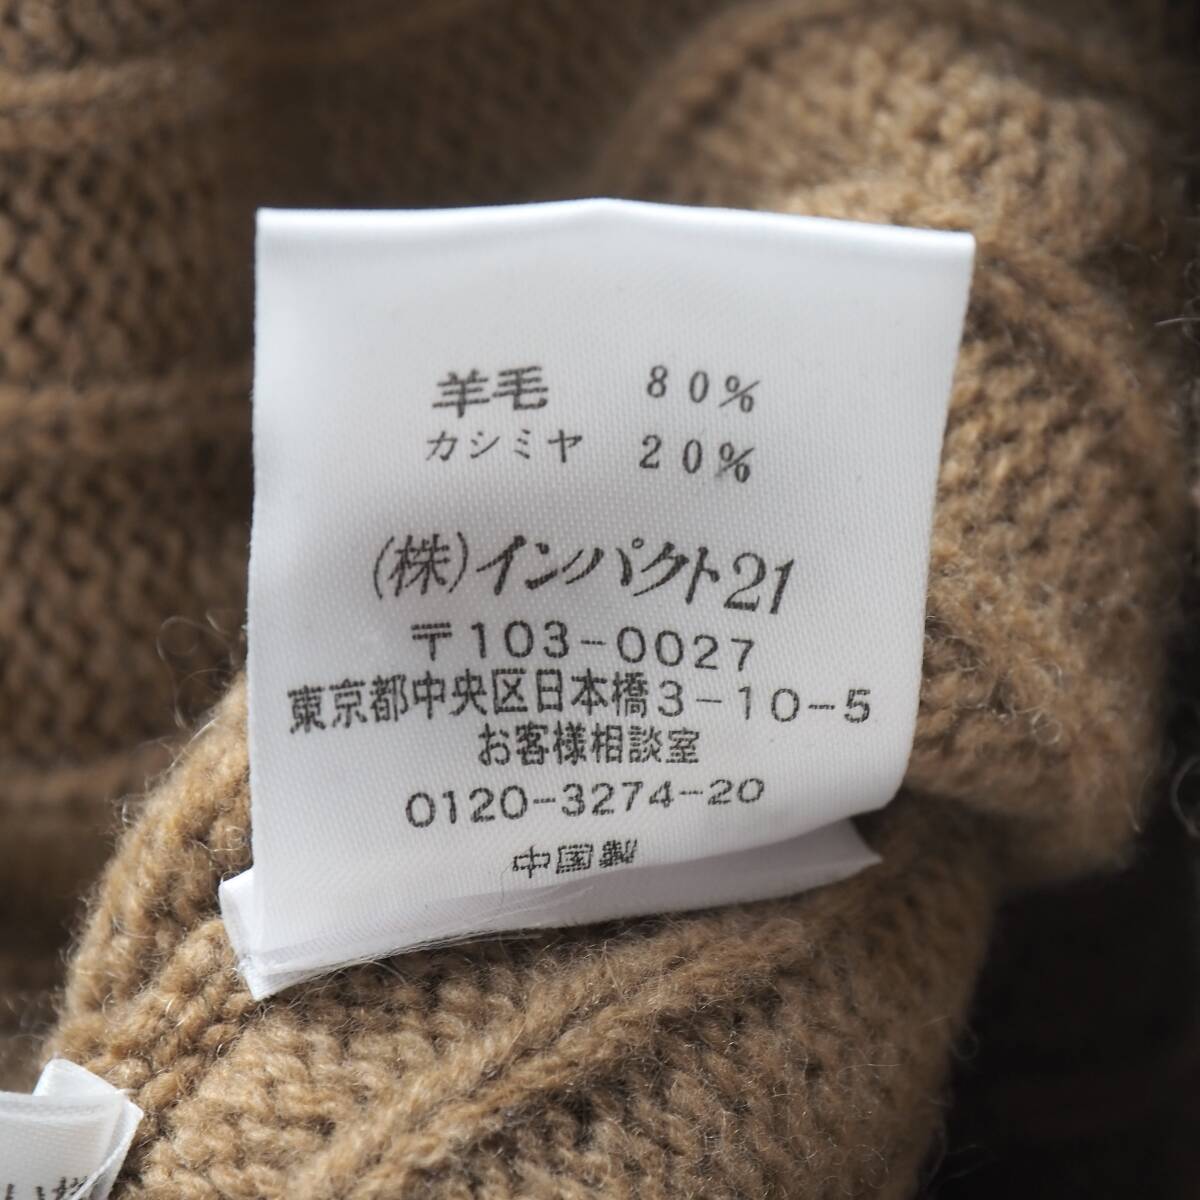 羊毛 80%
カシミヤ 20%
(株)インパクト21
〒103-0027
東京都中央区日本橋3-10-5
お客様相談室
0120-3274-20
中国製